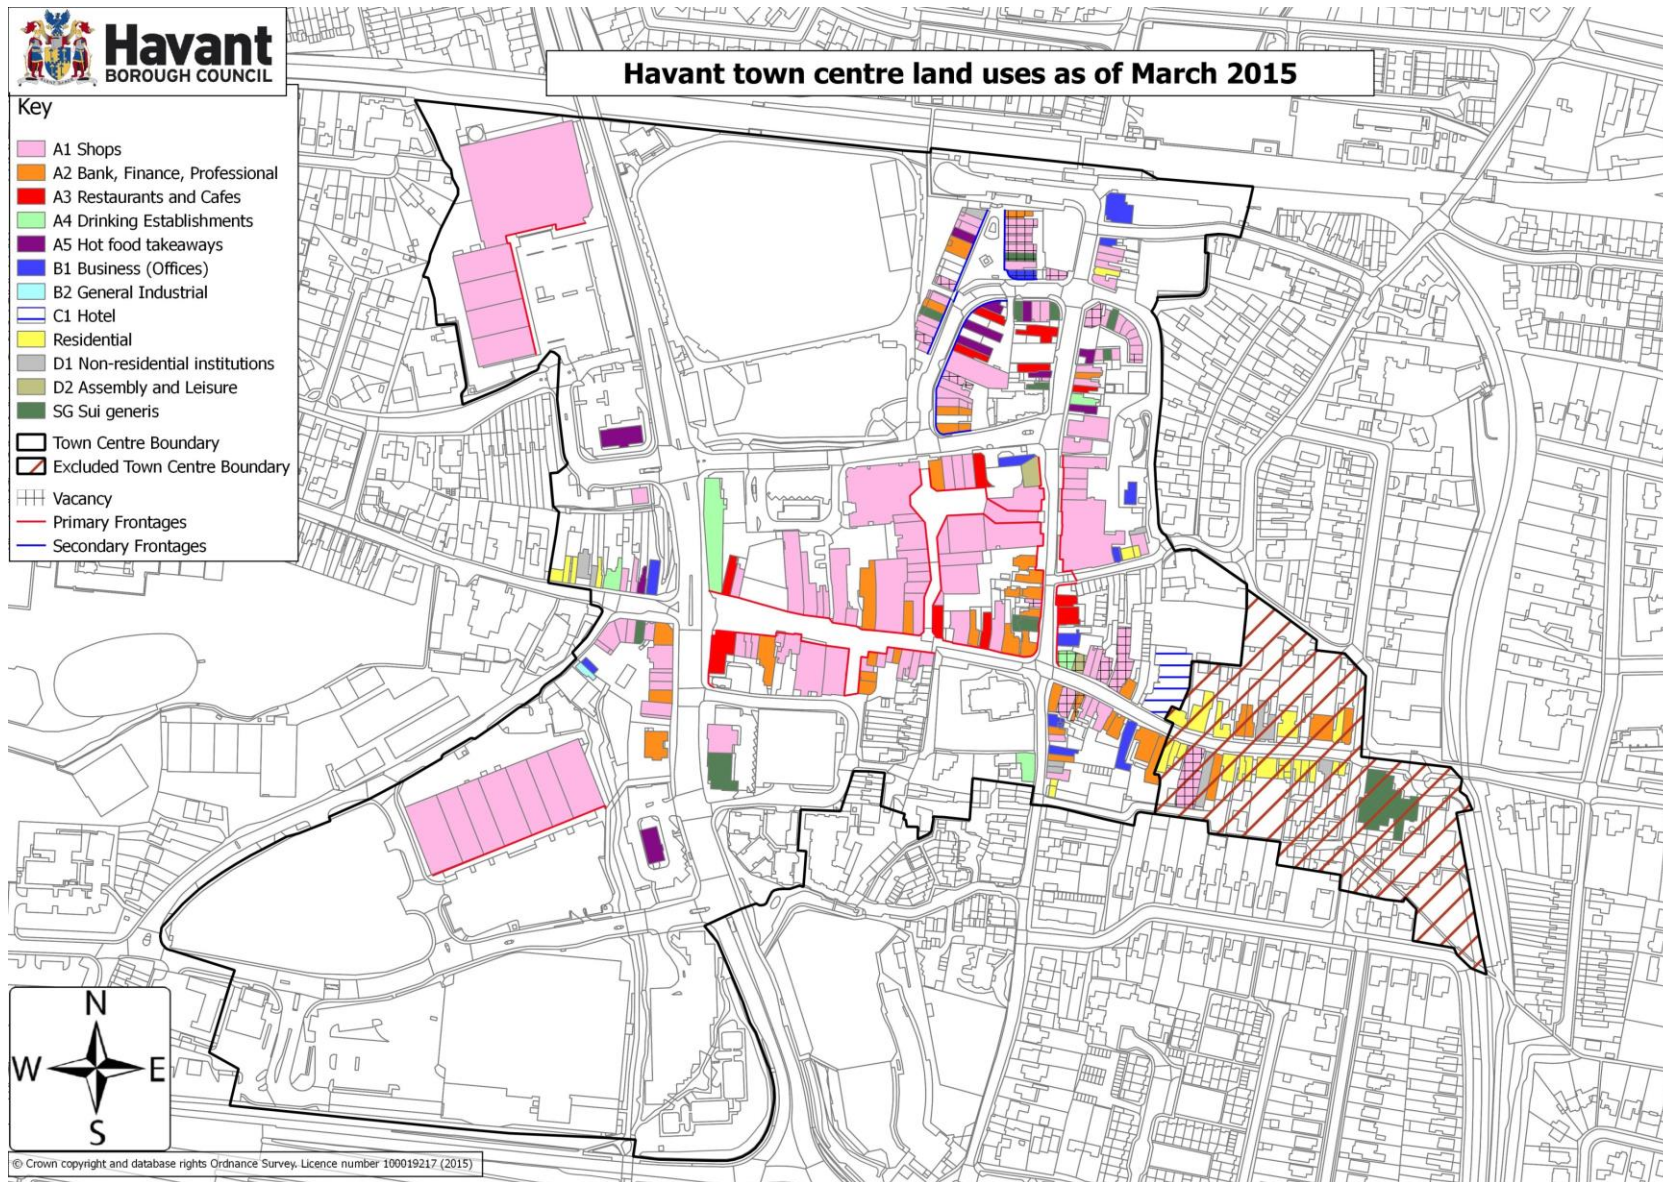 Havant
BOROUGH COUNCIL
Havant town centre land uses as of March 2015
Key
A1 Shops
A2 Bank, Finance, Professional
A3 Restaurants and Cafes
A4 Drinking Establishments
A5 Hot food takeaways
B1 Business (Offices)
B2 General Industrial
C1 Hotel
Residential
D1 Non-residential institutions
D2 Assembly and Leisure
SG Sui generis
Town Centre Boundary
Excluded Town Centre Boundary
Vacancy
Primary Frontages
Secondary Frontages
N
W E
S
© Crown copyright and database rights Ordnance Survey. Licence number 100019217 (2015)